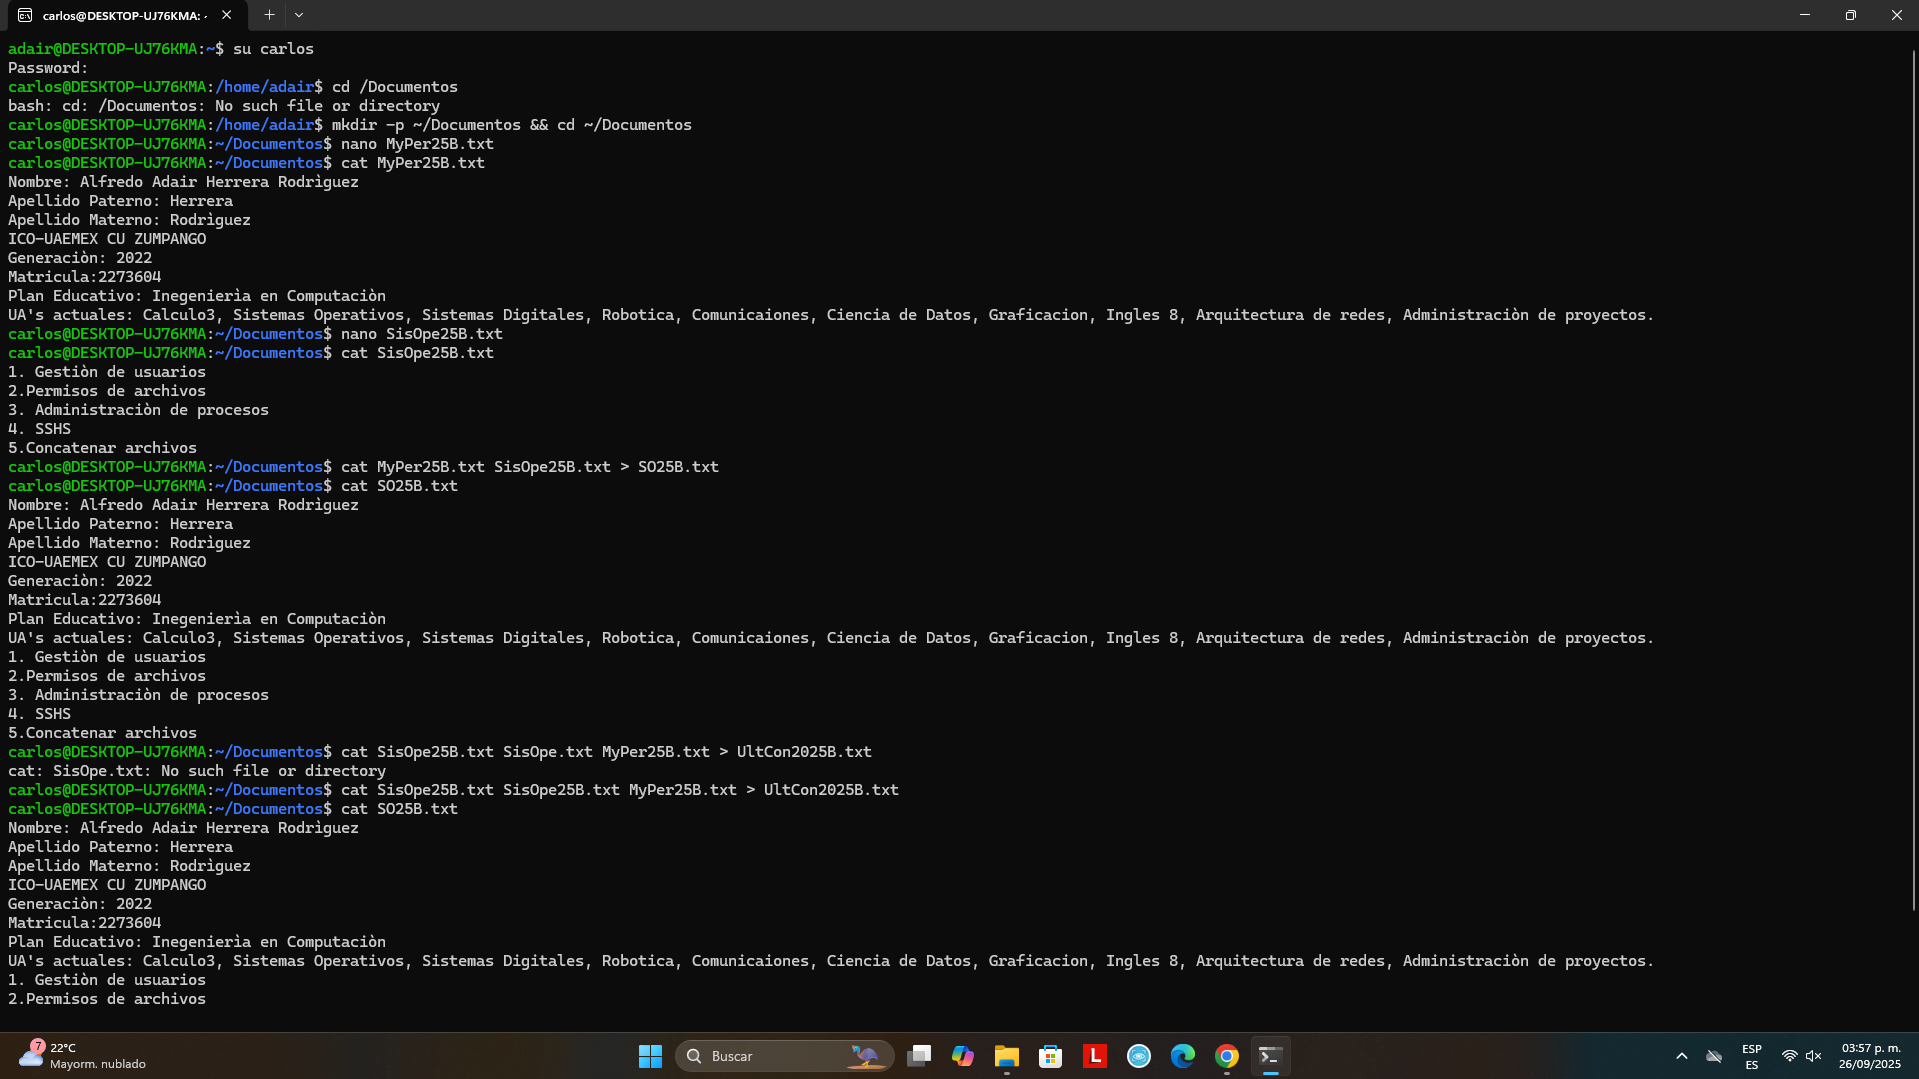 carlos@DESKTOP-UJ76KMA: ~
adair@DESKTOP-UJ76KMA:~$ su carlos
Password:
carlos@DESKTOP-UJ76KMA:/home/adair$ cd /Documentos
bash: cd: /Documentos: No such file or directory
carlos@DESKTOP-UJ76KMA:/home/adair$ mkdir -p ~/Documentos && cd ~/Documentos
carlos@DESKTOP-UJ76KMA:~/Documentos$ nano MyPer25B.txt
carlos@DESKTOP-UJ76KMA:~/Documentos$ cat MyPer25B.txt
Nombre: Alfredo Adair Herrera Rodrìguez
Apellido Paterno: Herrera
Apellido Materno: Rodrìguez
ICO-UAEMEX CU ZUMPANGO
Generaciòn: 2022
Matricula:2273604
Plan Educativo: Inegenierìa en Computaciòn
UA's actuales: Calculo3, Sistemas Operativos, Sistemas Digitales, Robotica, Comunicaiones, Ciencia de Datos, Graficacion, Ingles 8, Arquitectura de redes, Administraciòn de proyectos.
carlos@DESKTOP-UJ76KMA:~/Documentos$ nano SisOpe25B.txt
carlos@DESKTOP-UJ76KMA:~/Documentos$ cat SisOpe25B.txt
1. Gestiòn de usuarios
2.Permisos de archivos
3. Administraciòn de procesos
4. SSHS
5.Concatenar archivos
carlos@DESKTOP-UJ76KMA:~/Documentos$ cat MyPer25B.txt SisOpe25B.txt > SO25B.txt
carlos@DESKTOP-UJ76KMA:~/Documentos$ cat SO25B.txt
Nombre: Alfredo Adair Herrera Rodrìguez
Apellido Paterno: Herrera
Apellido Materno: Rodrìguez
ICO-UAEMEX CU ZUMPANGO
Generaciòn: 2022
Matricula:2273604
Plan Educativo: Inegenierìa en Computaciòn
UA's actuales: Calculo3, Sistemas Operativos, Sistemas Digitales, Robotica, Comunicaiones, Ciencia de Datos, Graficacion, Ingles 8, Arquitectura de redes, Administraciòn de proyectos.
1. Gestiòn de usuarios
2.Permisos de archivos
3. Administraciòn de procesos
4. SSHS
5.Concatenar archivos
carlos@DESKTOP-UJ76KMA:~/Documentos$ cat SisOpe25B.txt SisOpe.txt MyPer25B.txt > UltCon2025B.txt
cat: SisOpe.txt: No such file or directory
carlos@DESKTOP-UJ76KMA:~/Documentos$ cat SisOpe25B.txt SisOpe25B.txt MyPer25B.txt > UltCon2025B.txt
carlos@DESKTOP-UJ76KMA:~/Documentos$ cat SO25B.txt
Nombre: Alfredo Adair Herrera Rodrìguez
Apellido Paterno: Herrera
Apellido Materno: Rodrìguez
ICO-UAEMEX CU ZUMPANGO
Generaciòn: 2022
Matricula:2273604
Plan Educativo: Inegenierìa en Computaciòn
UA's actuales: Calculo3, Sistemas Operativos, Sistemas Digitales, Robotica, Comunicaiones, Ciencia de Datos, Graficacion, Ingles 8, Arquitectura de redes, Administraciòn de proyectos.
1. Gestiòn de usuarios
2.Permisos de archivos
7
22°C
Mayorm. nublado
Buscar
L
ESP
ES
03:57 p. m.
26/09/2025